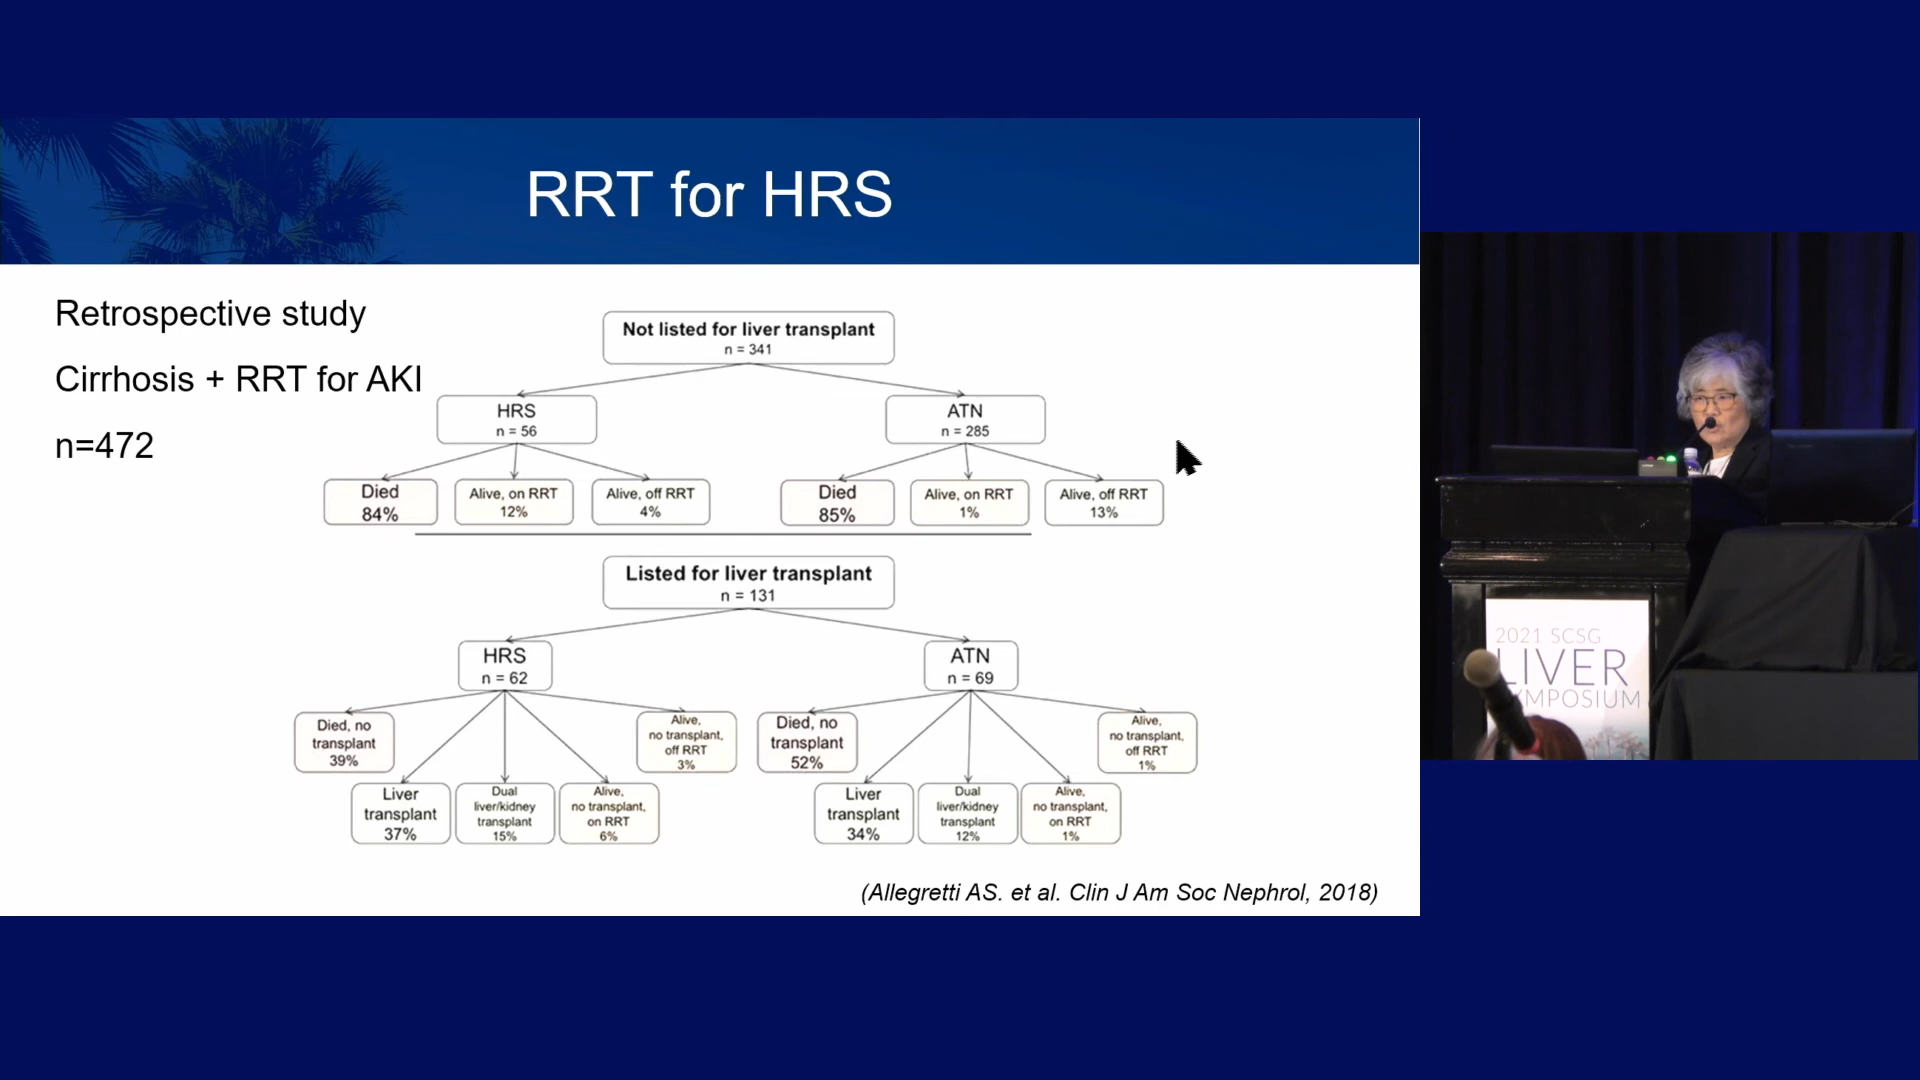 RRT for HRS
Retrospective study
Cirrhosis + RRT for AKI
n=472
Not listed for liver transplant
n = 341
HRS
n = 56
ATN
n = 285
Died
84%
Alive, on RRT
12%
Alive, off RRT
4%
Died
85%
Alive, on RRT
1%
Alive, off RRT
13%
Listed for liver transplant
n = 131
HRS
n = 62
ATN
n = 69
Died, no
transplant
39%
Liver
transplant
37%
Dual
liver/kidney
transplant
15%
Alive,
no transplant,
on RRT
6%
Alive,
no transplant,
off RRT
3%
Died, no
transplant
52%
Liver
transplant
34%
Dual
liver/kidney
transplant
12%
Alive,
no transplant,
on RRT
1%
Alive,
no transplant,
off RRT
1%
(Allegretti AS. et al. Clin J Am Soc Nephrol, 2018)
2021 SCSG
LIVER
YMPOSIUM